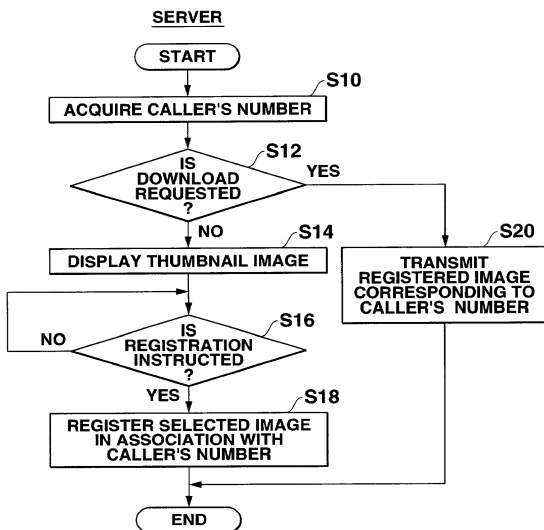 SERVER
START
S10
ACQUIRE CALLER'S NUMBER
S12
IS
DOWNLOAD
REQUESTED
?
YES
NO
S14
DISPLAY THUMBNAIL IMAGE
S20
TRANSMIT
REGISTERED IMAGE
CORRESPONDING TO
CALLER'S NUMBER
S16
IS
REGISTRATION
INSTRUCTED
?
NO
YES
S18
REGISTER SELECTED IMAGE
IN ASSOCIATION WITH
CALLER'S NUMBER
END